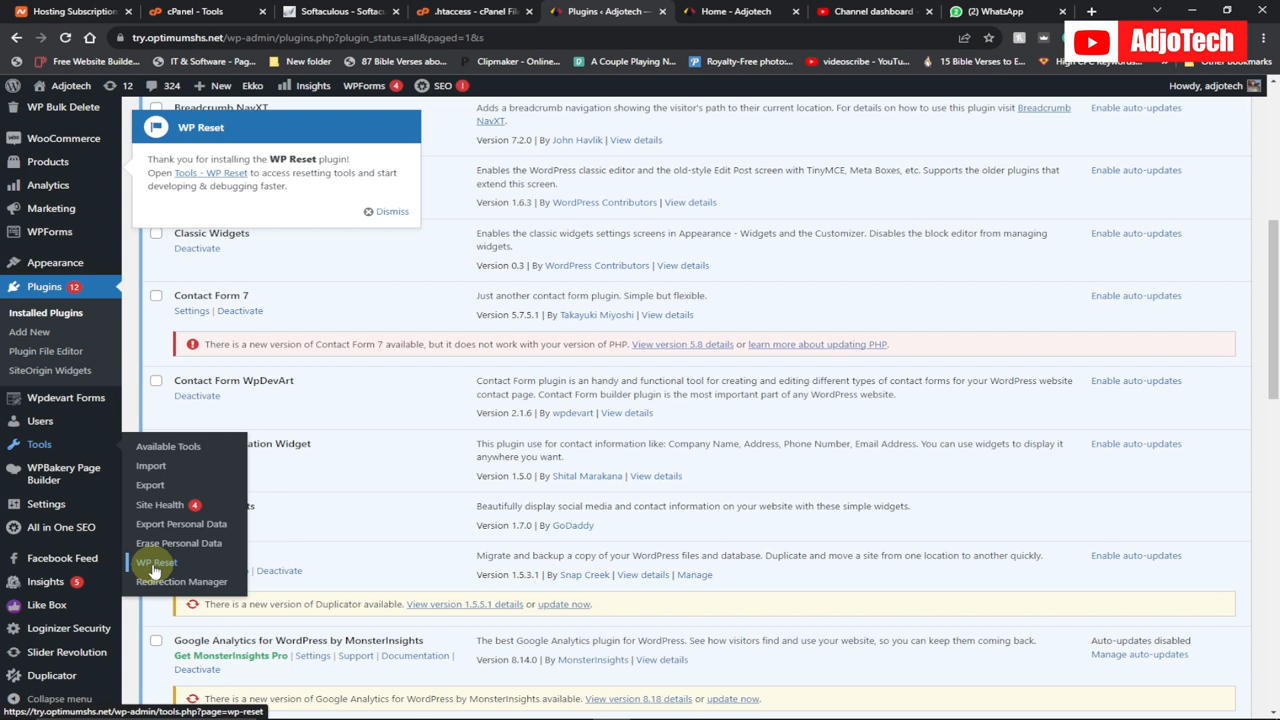 Hosting Subscriptio
cPanel - Tools
Softaculous - Softac
.htaccess - cPanel File
Plugins ‹ Adjotech —
Home - Adjotech
Channel dashboard
WhatsApp
try.optimumshs.net/wp-admin/plugins.php?plugin_status=all&paged=1&s
Adjotech Website B
IT & Software - Pag...
New folder
Bible Verses abo
A Couple Playing...
Royalty-Free photo
videoscribe - YouTub
15 Bible Verses to E
High CPC Keywords
Other Bookmarks
AdjoTech
Adjotech
12
324
New
Ekko
Insights
WPForms 4
SEO !
Howdy, adjotech
WP Bulk Delete
WooCommerce
Products
Analytics
Marketing
WPForms
Appearance
Plugins 12
Installed Plugins
Add New
Plugin File Editor
SiteOrigin Widgets
Wpdevart Forms
Users
Tools
WPBakery Page
Builder
Settings
All in One SEO
Facebook Feed
Insights 5
Like Box
Loginizer Security
Slider Revolution
Duplicator
Collapse menu
Available Tools
Import
Export
Site Health 4
Export Personal Data
Erase Personal Data
WP Reset
Redirection Manager
WP Reset
Thank you for installing the WP Reset plugin!
Open Tools - WP Reset to access resetting tools and start
developing & debugging faster.
Dismiss
Breadcrumb NavXT
Adds a breadcrumb navigation showing the visitor's path to their current location. For details on how to use this plugin visit Breadcrumb
NavXT.
Version 7.2.0 | By John Havlik | View details
Enable auto-updates
Enables the WordPress classic editor and the old-style Edit Post screen with TinyMCE, Meta Boxes, etc. Supports the older plugins that
extend this screen.
Version 1.6.3 | By WordPress Contributors | View details
Enable auto-updates
Classic Widgets
Deactivate
Enables the classic widgets settings screens in Appearance - Widgets and the Customizer. Disables the block editor from managing
widgets.
Version 0.3 | By WordPress Contributors | View details
Enable auto-updates
Contact Form 7
Settings | Deactivate
Just another contact form plugin. Simple but flexible.
Version 5.7.5.1 | By Takayuki Miyoshi | View details
Enable auto-updates
There is a new version of Contact Form 7 available, but it does not work with your version of PHP. View version 5.8 details or learn more about updating PHP.
Contact Form WpDevArt
Deactivate
Contact Form plugin is an handy and functional tool for creating and editing different types of contact forms for your WordPress website
contact page. Contact Form builder plugin is the most important part of any WordPress website.
Version 2.1.6 | By wpdevart | View details
Enable auto-updates
ation Widget
This plugin use for contact information like: Company Name, Address, Phone Number, Email Address. You can use widgets to display it
anywhere you want.
Version 1.5.0 | By Shital Marakana | View details
Enable auto-updates
ts
Beautifully display social media and contact information on your website with these simple widgets.
Version 1.7.0 | By GoDaddy
| Deactivate
Migrate and backup a copy of your WordPress files and database. Duplicate and move a site from one location to another quickly.
Version 1.5.3.1 | By Snap Creek | View details | Manage
Enable auto-updates
There is a new version of Duplicator available. View version 1.5.5.1 details or update now.
Google Analytics for WordPress by MonsterInsights
Get MonsterInsights Pro | Settings | Support | Documentation |
Deactivate
The best Google Analytics plugin for WordPress. See how visitors find and use your website, so you can keep them coming back.
Version 8.14.0 | By MonsterInsights | View details
Auto-updates disabled
Manage auto-updates
There is a new version of Google Analytics for WordPress by MonsterInsights available. View version 8.18 details or update now.
https://try.optimumshs.net/wp-admin/tools.php?page=wp-reset